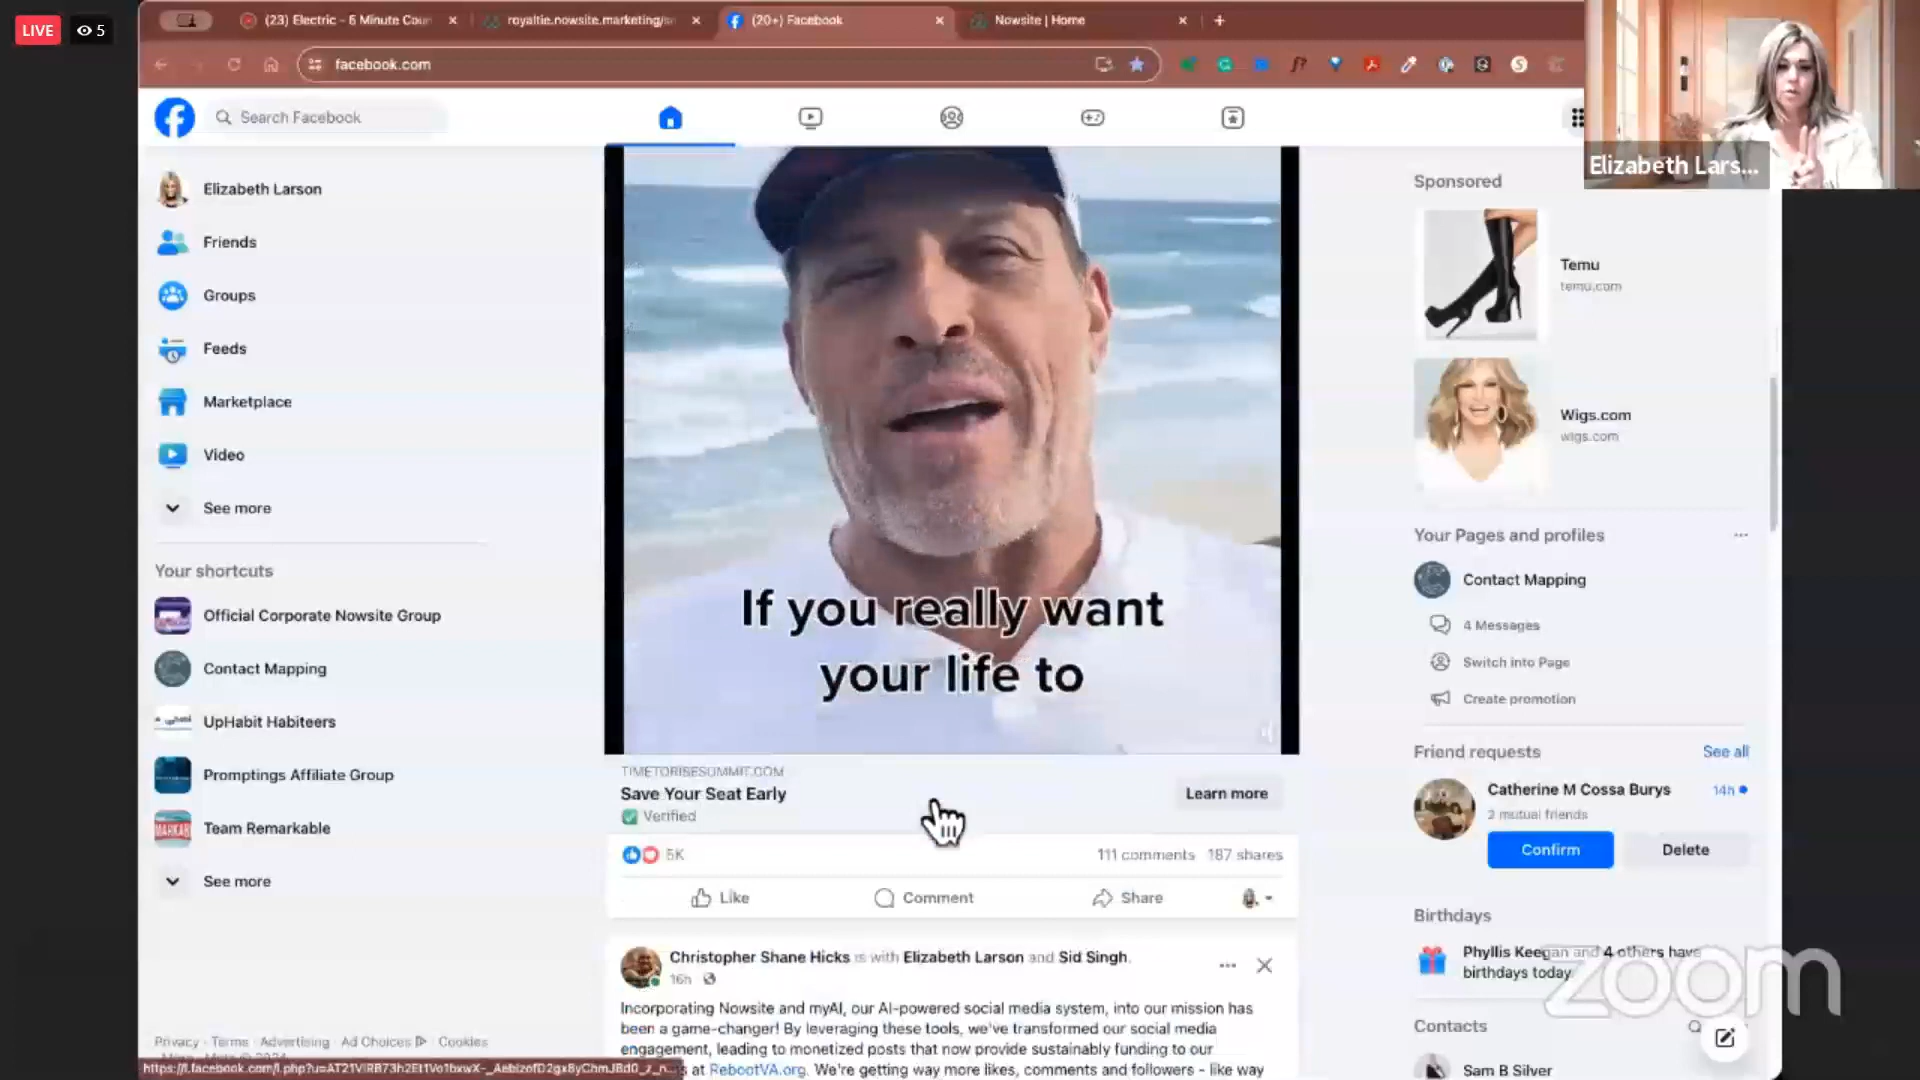 LIVE
5
(23) Electric - 5 Minute Coun
royaltie.nowsite.marketing/
(20+) Facebook
Nowsite | Home
facebook.com
Search Facebook
Elizabeth Lars...
Elizabeth Larson
Friends
Groups
Feeds
Marketplace
Video
See more
Your shortcuts
Official Corporate Nowsite Group
Contact Mapping
UpHabit Habiteers
Promptings Affiliate Group
Team Remarkable
See more
Privacy · Terms · Advertising · Ad Choices · Cookies
If you really want
your life to
TIMETORISESUMMIT.COM
Save Your Seat Early
Verified
Learn more
5K
111 comments 187 shares
Like
Comment
Share
Christopher Shane Hicks is with Elizabeth Larson and Sid Singh.
16h
Incorporating Nowsite and myAI, our AI-powered social media system, into our mission has
been a game-changer! By leveraging these tools, we've transformed our social media
engagement, leading to monetized posts that now provide sustainably funding to our
at RebootVA.org. We're getting way more likes, comments and followers - like way
Sponsored
Temu
temu.com
Wigs.com
wigs.com
Your Pages and profiles
Contact Mapping
4 Messages
Switch into Page
Create promotion
Friend requests
See all
Catherine M Cossa Burys
14h
2 mutual friends
Confirm
Delete
Birthdays
Phyllis Keegan and 4 others have
birthdays today
zoom
Contacts
Sam B Silver